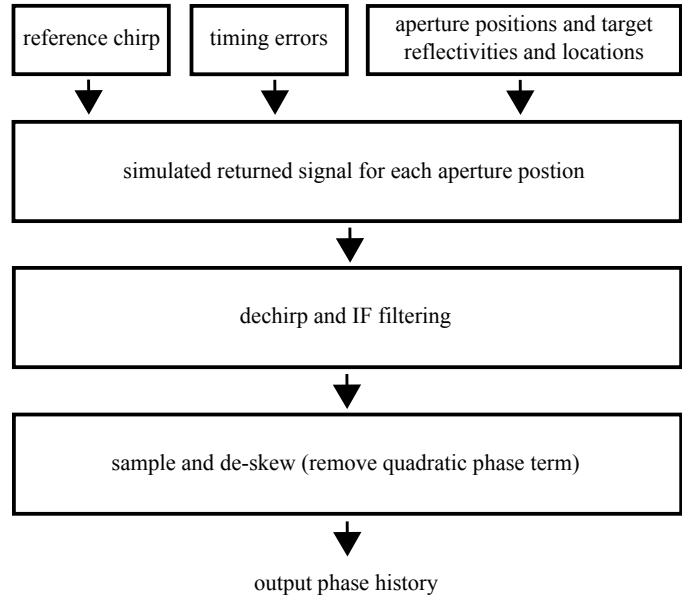 reference chirp
timing errors
aperture positions and target
reflectivities and locations
simulated returned signal for each aperture postion
dechirp and IF filtering
sample and de-skew (remove quadratic phase term)
output phase history